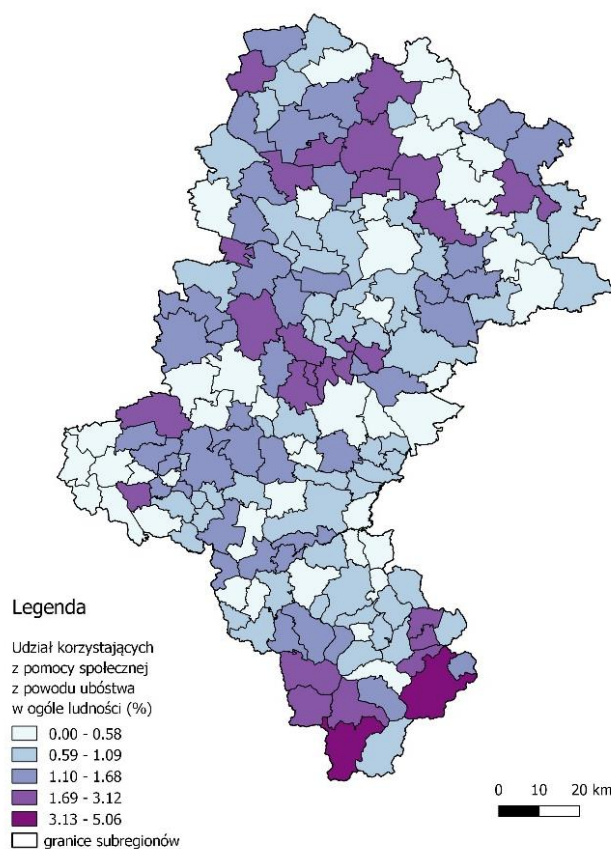 Legenda
Udział korzystających
z pomocy społecznej
z powodu ubóstwa
w ogóle ludności (%)
0.00 - 0.58
0.59 - 1.09
1.10 - 1.68
1.69 - 3.12
3.13 - 5.06
granice subregionów
0 10 20 km